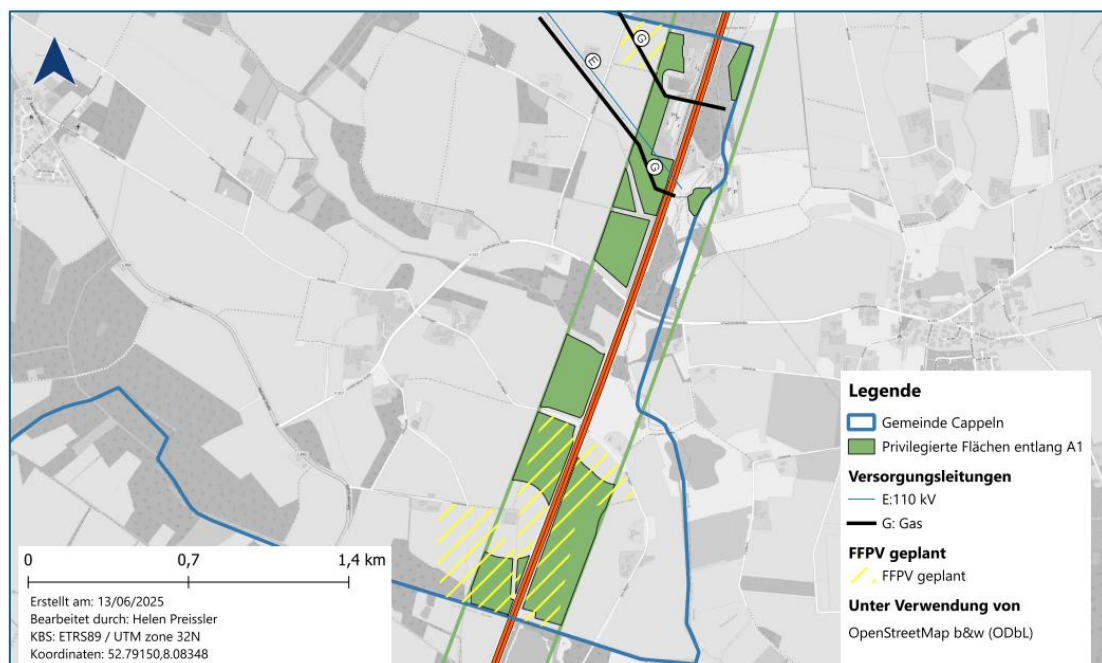 G
E
G
Legende
Gemeinde Cappeln
Privilegierte Flächen entlang A1
Versorgungsleitungen
E:110 kV
G: Gas
FFPV geplant
FFPV geplant
Unter Verwendung von
OpenStreetMap b&w (ODbL)
0 0,7 1,4 km
Erstellt am: 13/06/2025
Bearbeitet durch: Helen Preissler
KBS: ETRS89 / UTM zone 32N
Koordinaten: 52.79150,8.08348